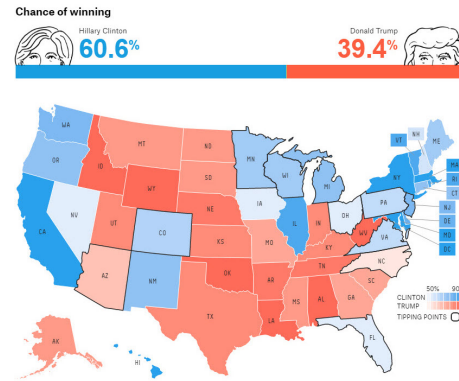 Chance of winning
Hillary Clinton
60.6%
Donald Trump
39.4%
WA
OR
CA
NV
ID
MT
WY
UT
AZ
CO
NM
ND
SD
NE
KS
OK
TX
MN
IA
MO
AR
LA
WI
IL
MI
IN
OH
KY
TN
MS
AL
GA
FL
SC
NC
VA
WV
PA
NY
VT
NH
ME
MA
RI
CT
NJ
DE
MD
DC
AK
HI
50% 90
CLINTON
TRUMP
TIPPING POINTS